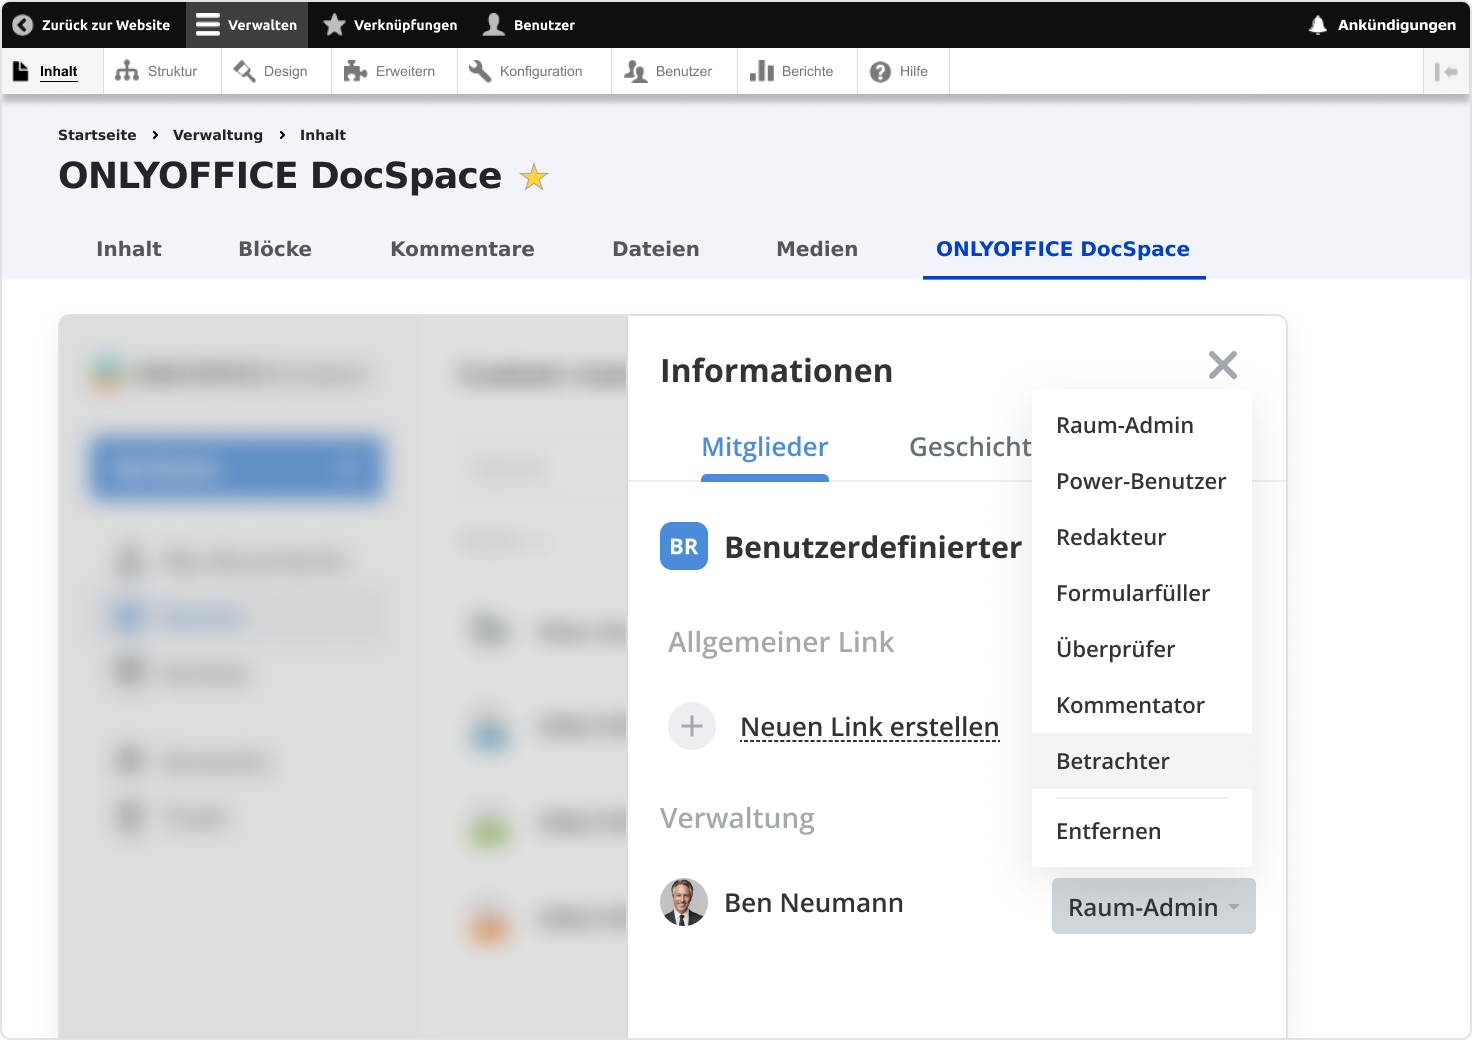 Zurück zur Website Verwalten Verknüpfungen Benutzer Ankündigungen
Inhalt Struktur Design Erweitern Konfiguration Benutzer Berichte Hilfe
Startseite › Verwaltung › Inhalt
ONLYOFFICE DocSpace
Inhalt Blöcke Kommentare Dateien Medien ONLYOFFICE DocSpace
Informationen
Mitglieder Geschicht
BR Benutzerdefinierter
Allgemeiner Link
Neuen Link erstellen
Verwaltung
Ben Neumann
Raum-Admin
Power-Benutzer
Redakteur
Formularfüller
Überprüfer
Kommentator
Betrachter
Entfernen
Raum-Admin